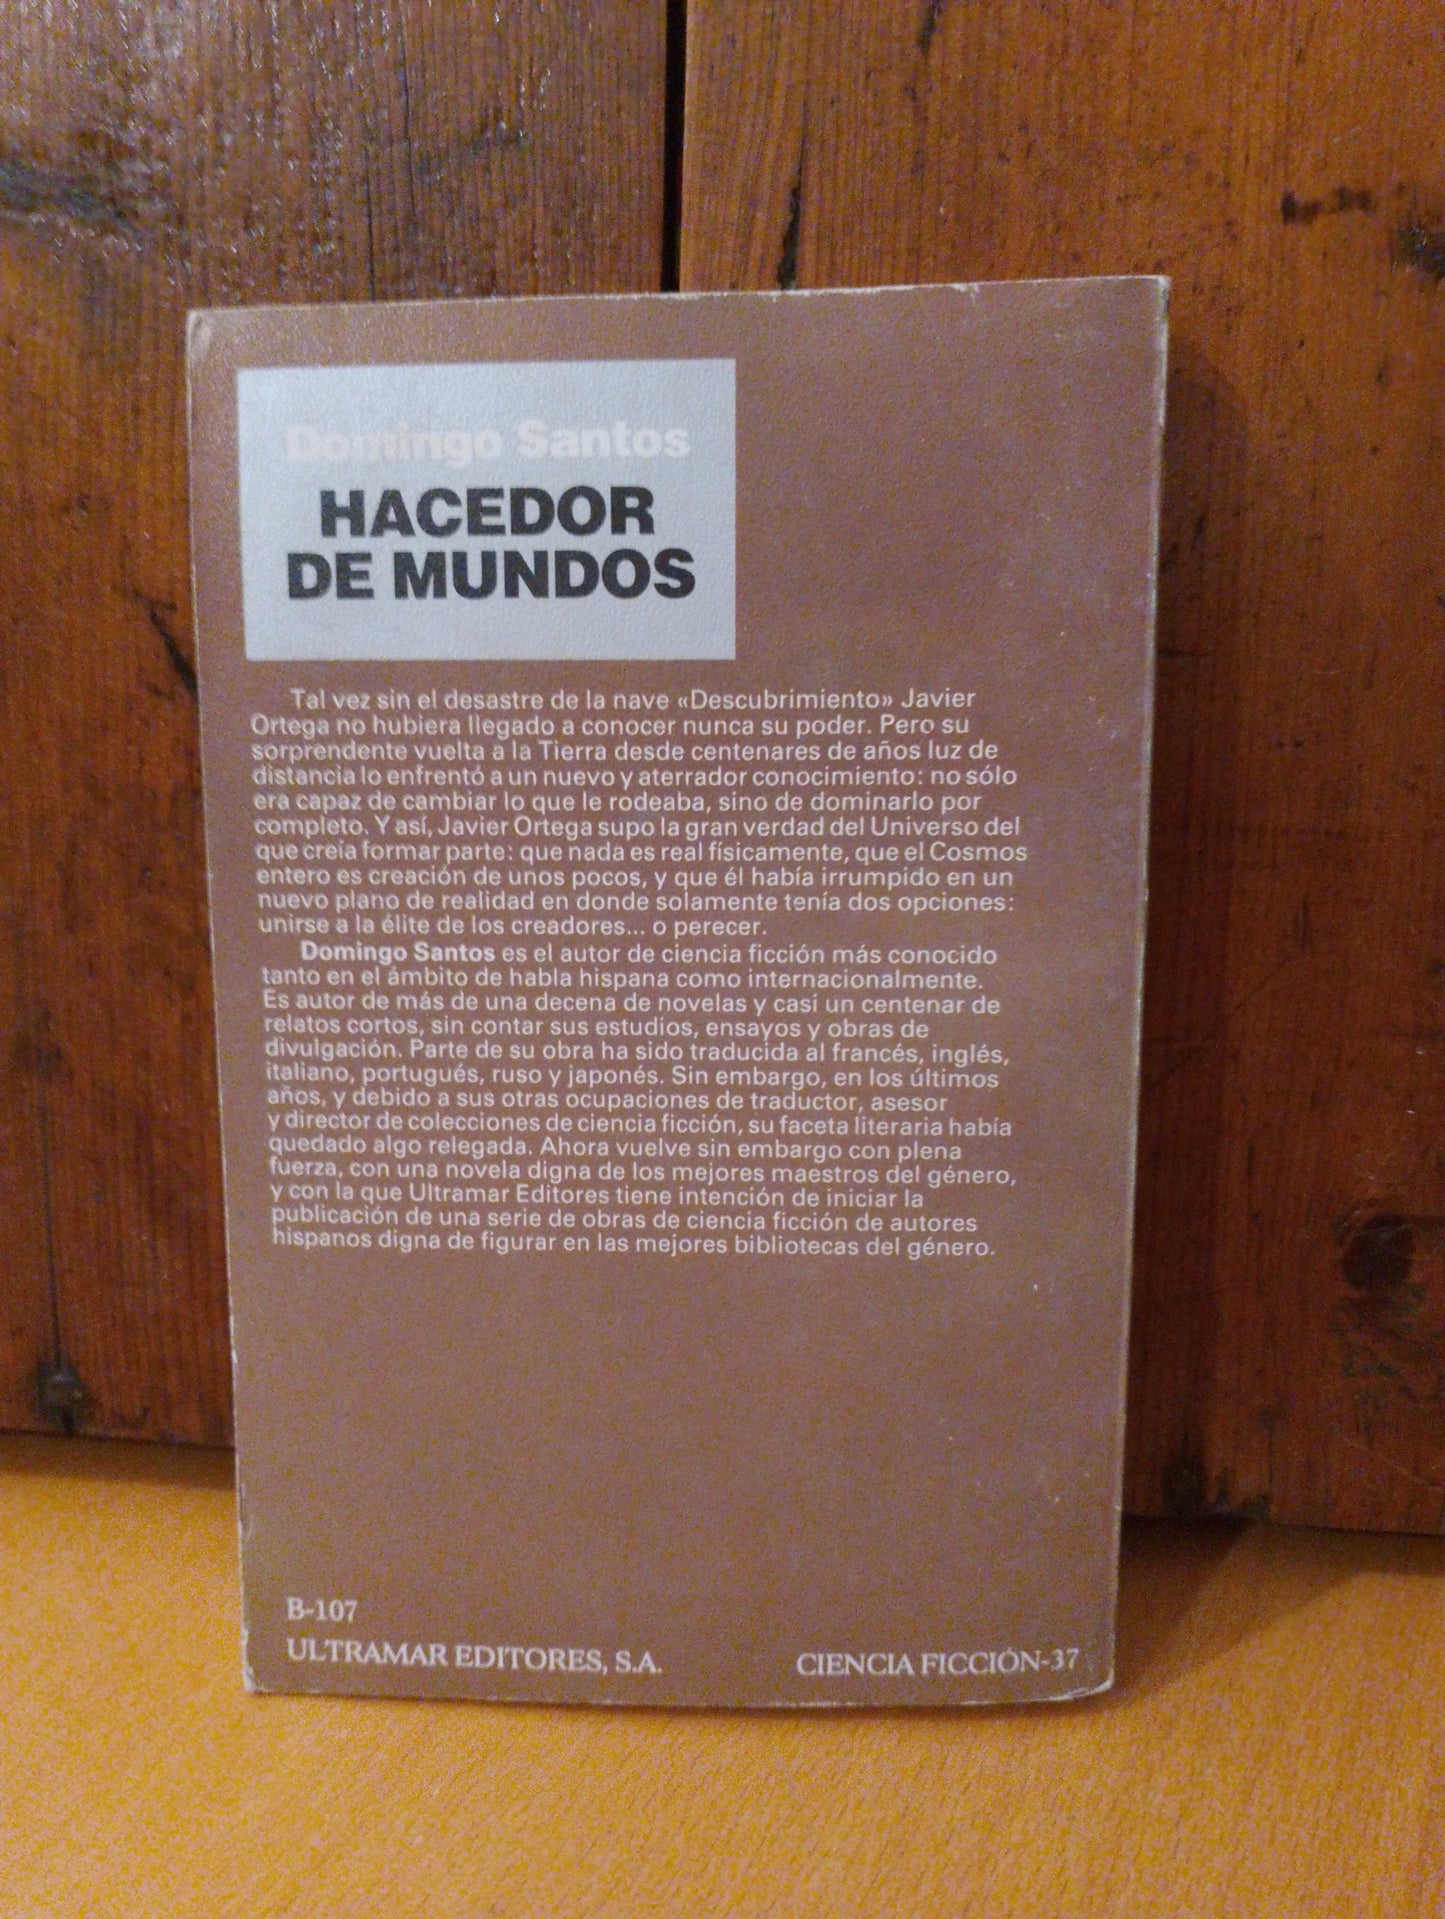 Domingo Santos
HACEDOR
DE MUNDOS
Tal vez sin el desastre de la nave «Descubrimiento» Javier
Ortega no hubiera llegado a conocer nunca su poder. Pero su
sorprendente vuelta a la Tierra desde centenares de años luz de
distancia lo enfrentó a un nuevo y aterrador conocimiento: no sólo
era capaz de cambiar lo que le rodeaba, sino de dominarlo por
completo. Y así, Javier Ortega supo la gran verdad del Universo del
que creía formar parte: que nada es real físicamente, que el Cosmos
entero es creación de unos pocos, y que él había irrumpido en un
nuevo plano de realidad en donde solamente tenía dos opciones:
unirse a la élite de los creadores... o perecer.
Domingo Santos es el autor de ciencia ficción más conocido
tanto en el ámbito de habla hispana como internacionalmente.
Es autor de más de una decena de novelas y casi un centenar de
relatos cortos, sin contar sus estudios, ensayos y obras de
divulgación. Parte de su obra ha sido traducida al francés, inglés,
italiano, portugués, ruso y japonés. Sin embargo, en los últimos
años, y debido a sus otras ocupaciones de traductor, asesor
y director de colecciones de ciencia ficción, su faceta literaria había
quedado algo relegada. Ahora vuelve sin embargo con plena
fuerza, con una novela digna de los mejores maestros del género,
y con la que Ultramar Editores tiene intención de iniciar la
publicación de una serie de obras de ciencia ficción de autores
hispanos digna de figurar en las mejores bibliotecas del género.
B-107
ULTRAMAR EDITORES, S.A.
CIENCIA FICCIÓN-37